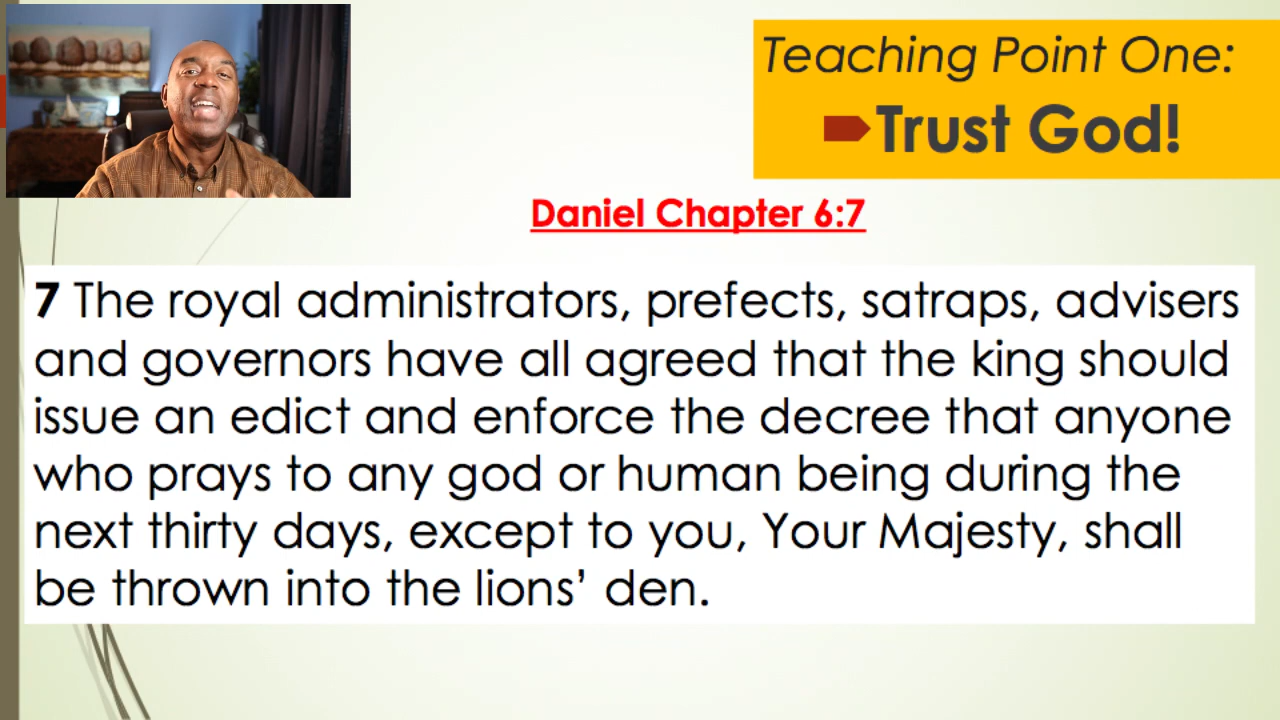 Teaching Point One:
Trust God!
Daniel Chapter 6:7
7 The royal administrators, prefects, satraps, advisers
and governors have all agreed that the king should
issue an edict and enforce the decree that anyone
who prays to any god or human being during the
next thirty days, except to you, Your Majesty, shall
be thrown into the lions’ den.